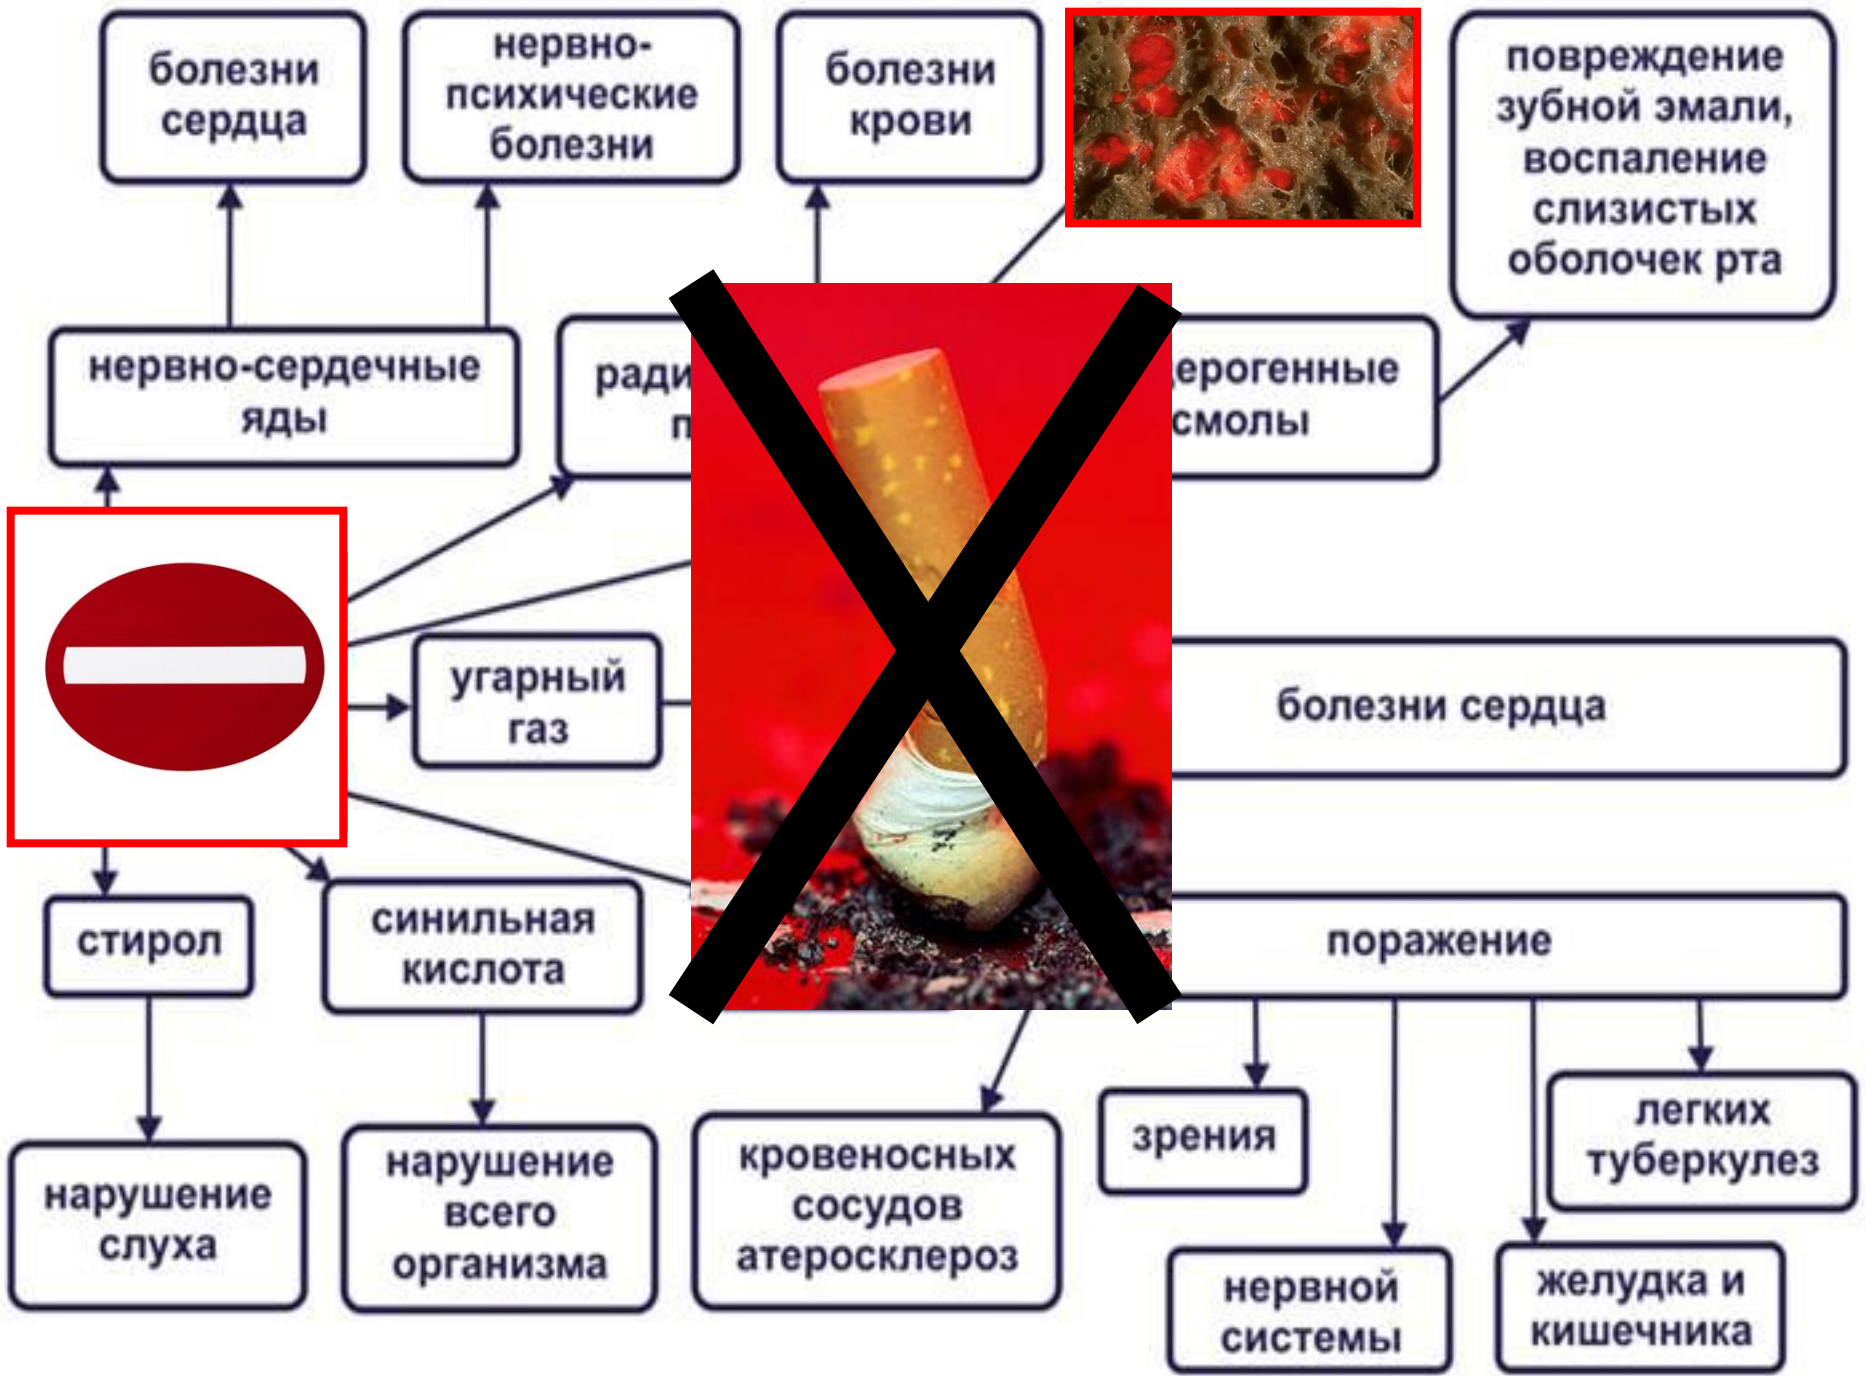 болезни
сердца
нервно-
психические
болезни
болезни
крови
повреждение
зубной эмали,
воспаление
слизистых
оболочек рта
нервно-сердечные
яды
ради
п
ерогенные
смолы
угарный
газ
болезни сердца
стирол
синильная
кислота
поражение
нарушение
слуха
нарушение
всего
организма
кровеносных
сосудов
атеросклероз
зрения
легких
туберкулез
нервной
системы
желудка и
кишечника